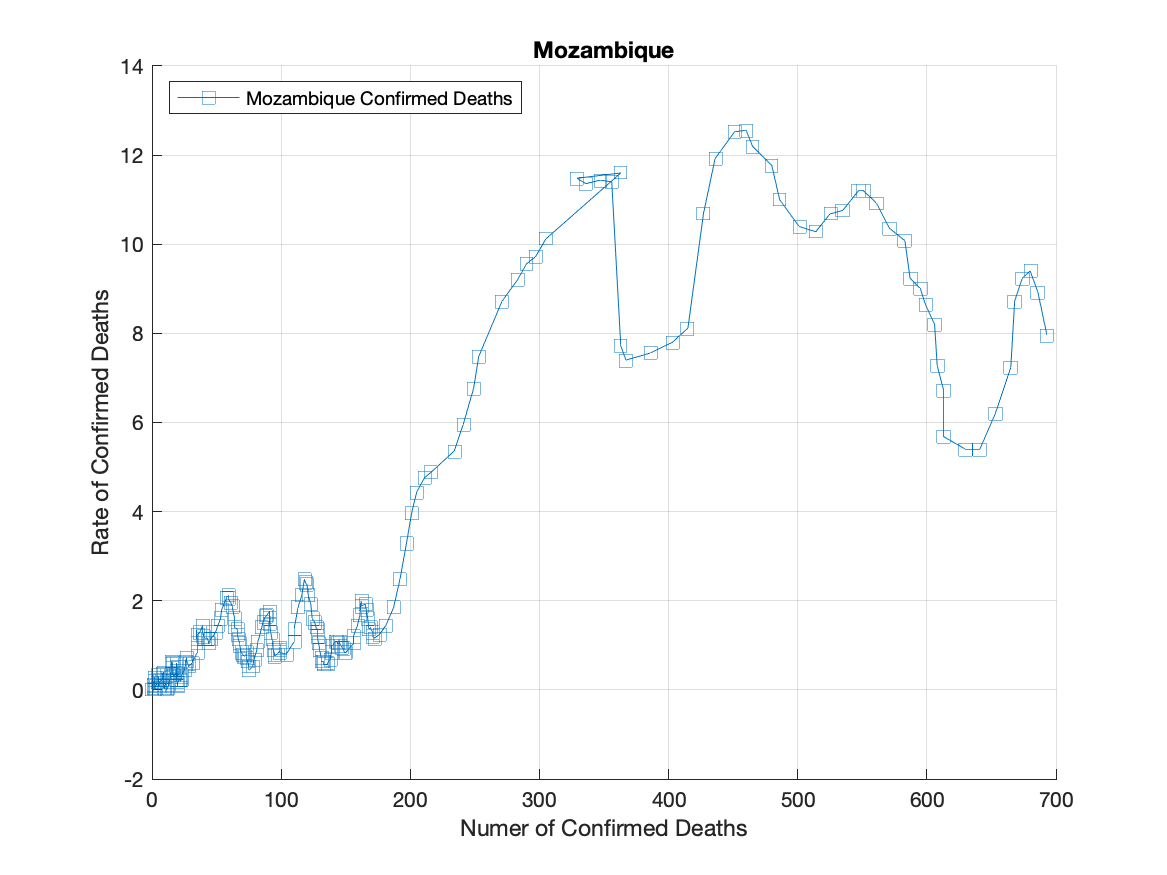 Mozambique
Mozambique Confirmed Deaths
14
12
10
8
6
4
2
0
-2
Rate of Confirmed Deaths
0 100 200 300 400 500 600 700
Numer of Confirmed Deaths